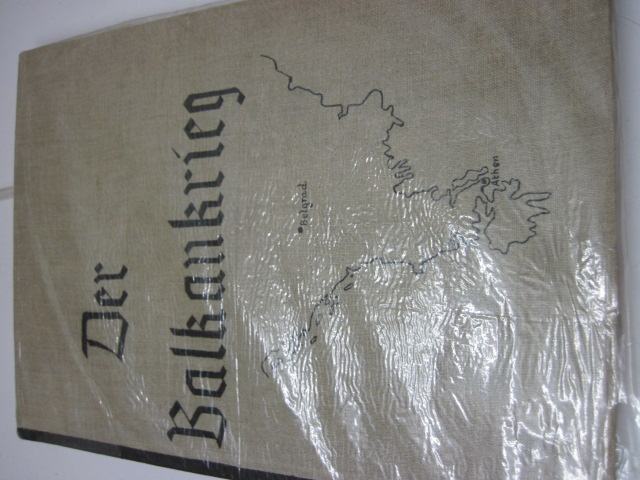 Der
Balkankrieg
Belgrad.
Athen